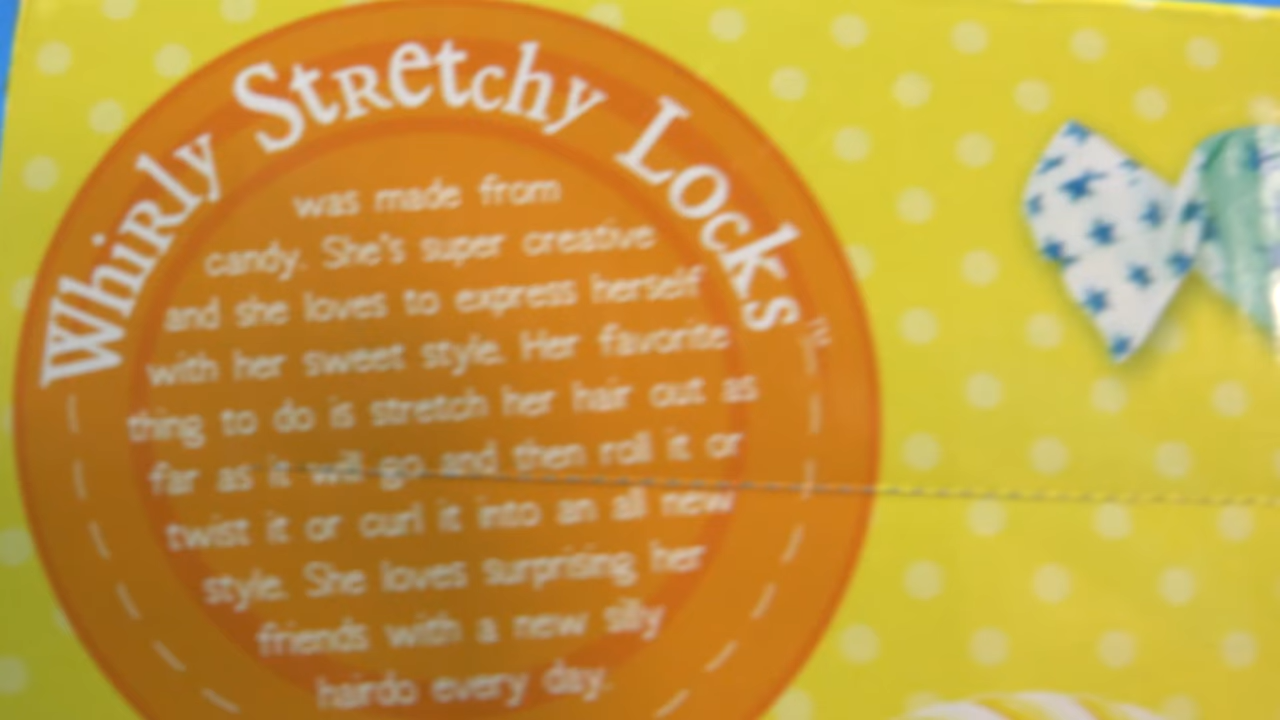 Whirly Stretchy Locks™
was made from
candy. She's super creative
and she loves to express herself
with her sweet style. Her favorite
thing to do is stretch her hair out as
far as it will go and then roll it or
twist it or curl it into an all new
style. She loves surprising her
friends with a new silly
hairdo every day.